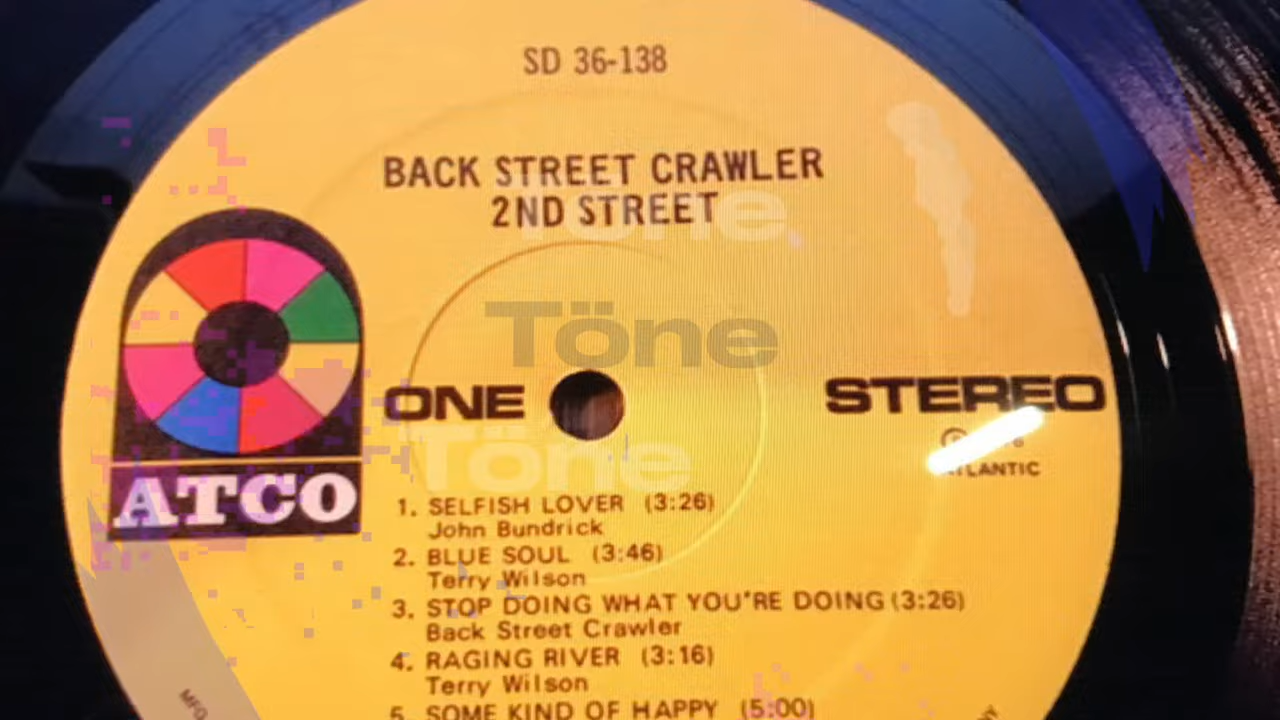 SD 36-138
BACK STREET CRAWLER
2ND STREET
Töne
Töne
ONE
STEREO
Töne
ATLANTIC
ATCO
1. SELFISH LOVER (3:26)
John Bundrick
2. BLUE SOUL (3:46)
Terry Wilson
3. STOP DOING WHAT YOU'RE DOING (3:26)
Back Street Crawler
4. RAGING RIVER (3:16)
Terry Wilson
5. SOME KIND OF HAPPY (5:00)
MFG